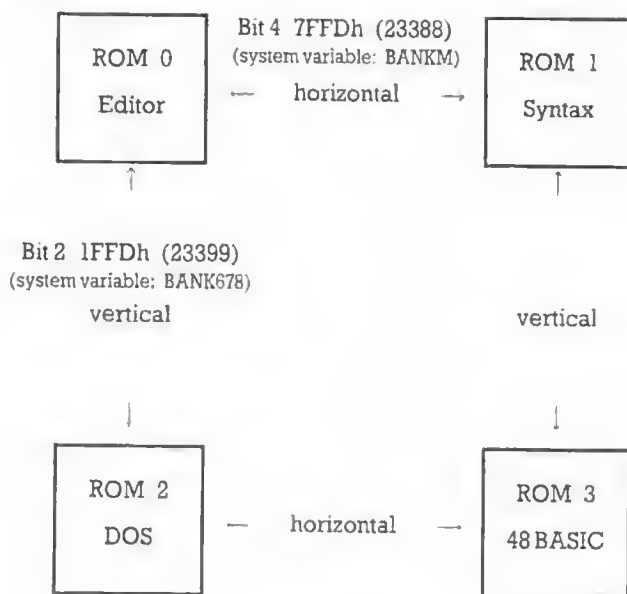 Bit 4 7FFDh (23388)
(system variable: BANKM)
ROM 0
Editor
horizontal
ROM 1
Syntax
Bit 2 1FFDh (23399)
(system variable: BANK678)
vertical
vertical
ROM 2
DOS
horizontal
ROM 3
48 BASIC